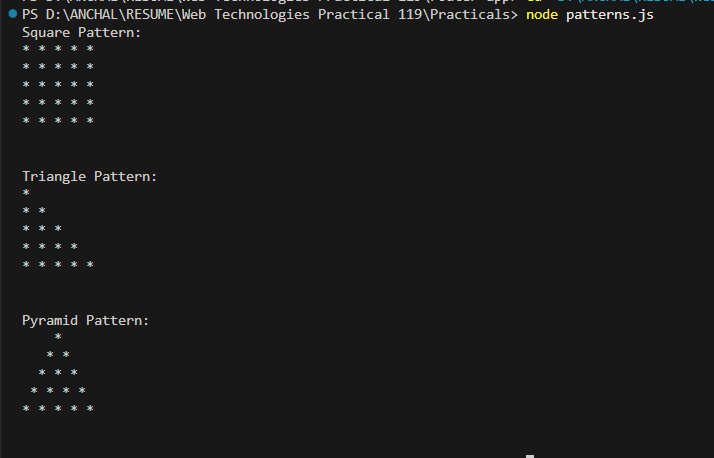 PS D:\ANCHAL\RESUME\Web Technologies Practical 119\Practicals> node patterns.js
Square Pattern:
* * * * *
* * * * *
* * * * *
* * * * *
* * * * *
Triangle Pattern:
*
* *
* * *
* * * *
* * * * *
Pyramid Pattern:
    *
   * *
  * * *
 * * * *
* * * * *